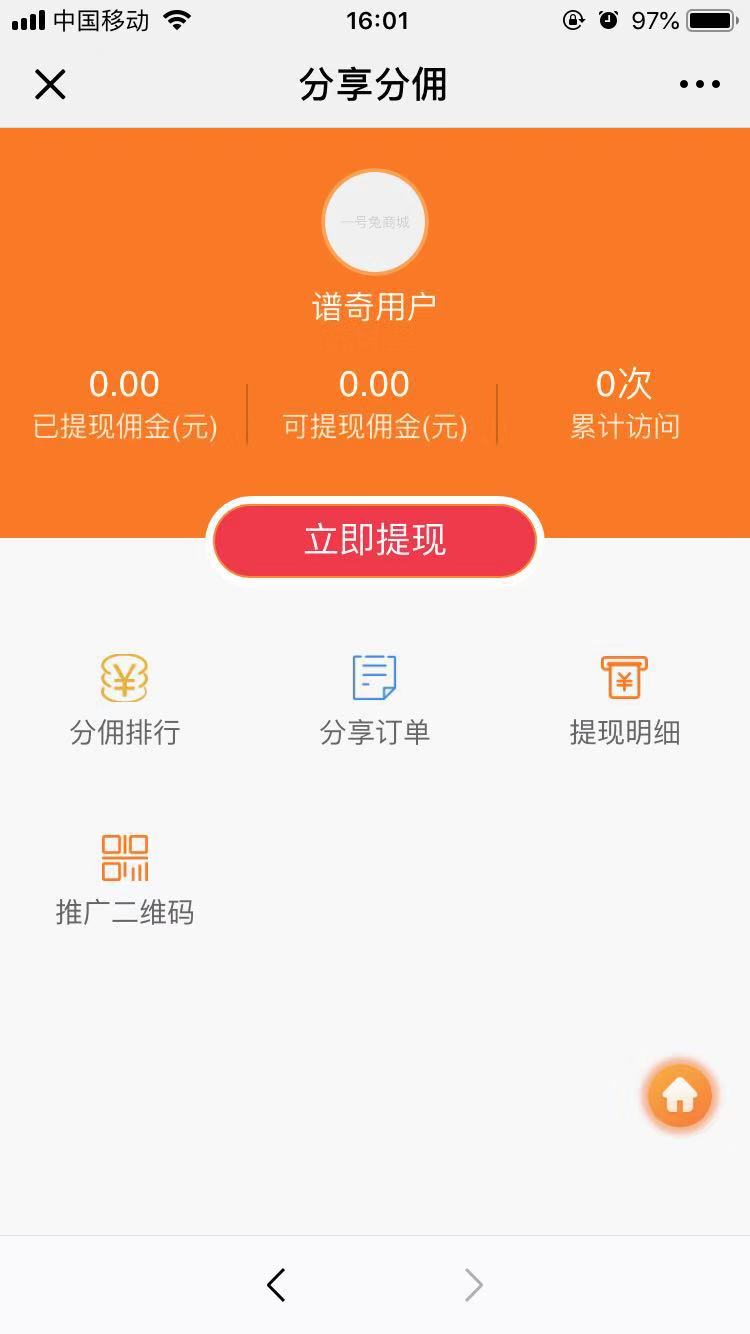 中国移动 16:01 97%
分享分佣
一号兔商城
谱奇用户
0.00 0.00 0次
已提现佣金(元) 可提现佣金(元) 累计访问
立即提现
¥ ¥
分佣排行 分享订单 提现明细
推广二维码